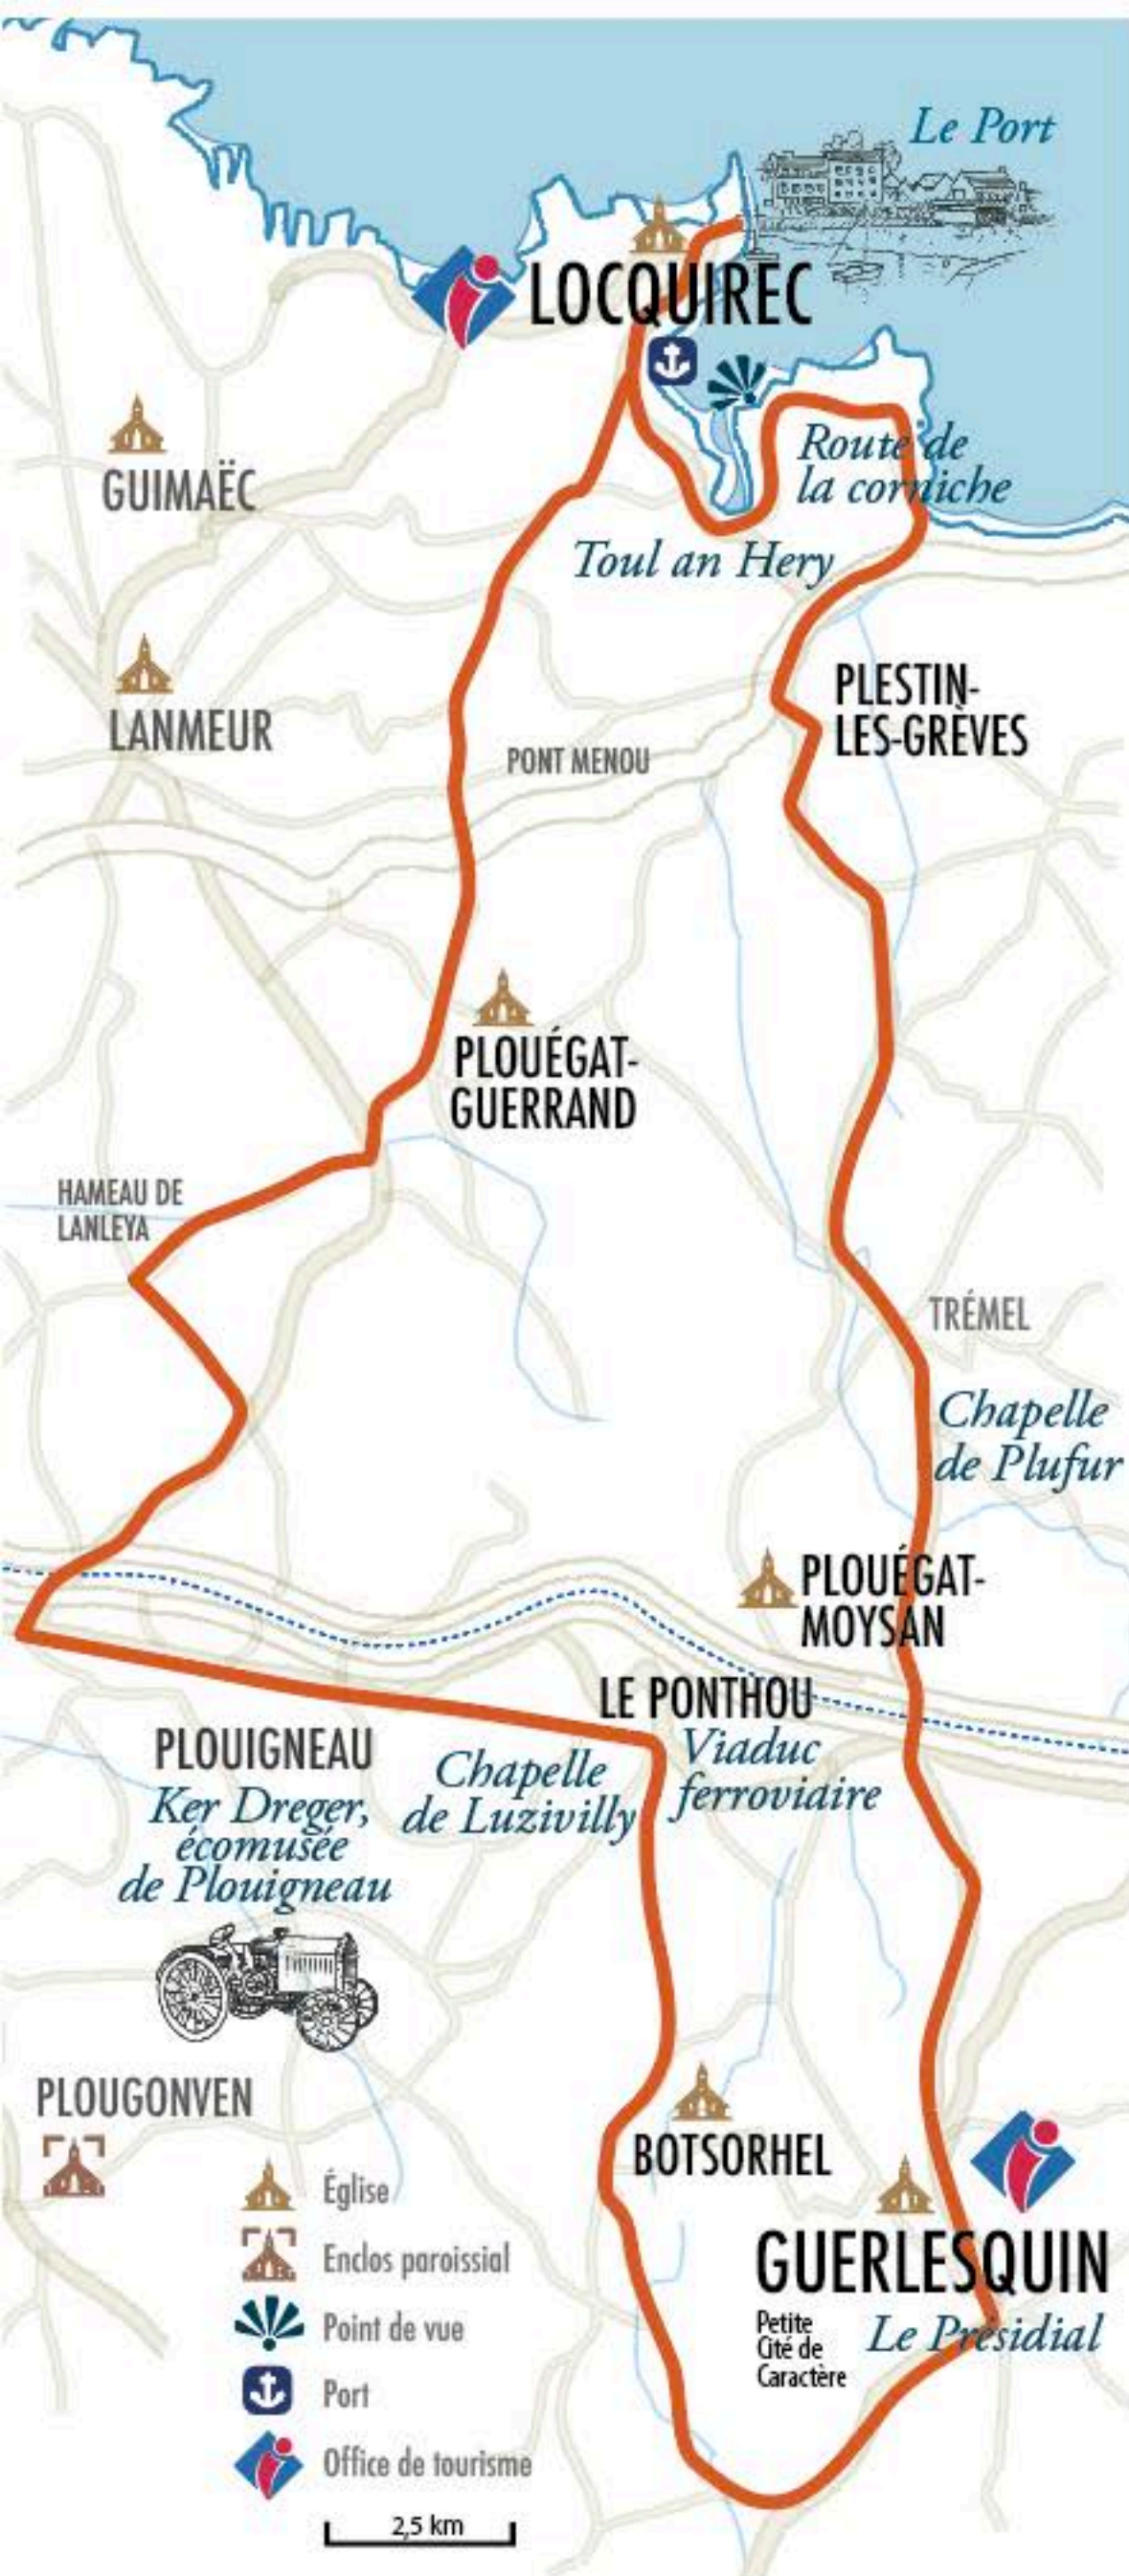 Le Port
LOCQUIREC
Route de
la corniche
GUIMAËC
Toul an Hery
PLESTIN-
LES-GRÈVES
LANMEUR
PONT MENOU
PLOUÉGAT-
GUERRAND
HAMEAU DE
LANLEYA
TRÉMEL
Chapelle
de Plufur
PLOUÉGAT-
MOYSAN
LE PONTHOU
Viaduc
ferroviaire
PLOUIGNEAU
Ker Dreger,
écomusée
de Plouigneau
Chapelle
de Luzivilly
PLOUGONVEN
BOTSORHEL
GUERLESQUIN
Petite
Cité de
Caractère
Le Présidial
Église
Enclos paroissial
Point de vue
Port
Office de tourisme
2,5 km